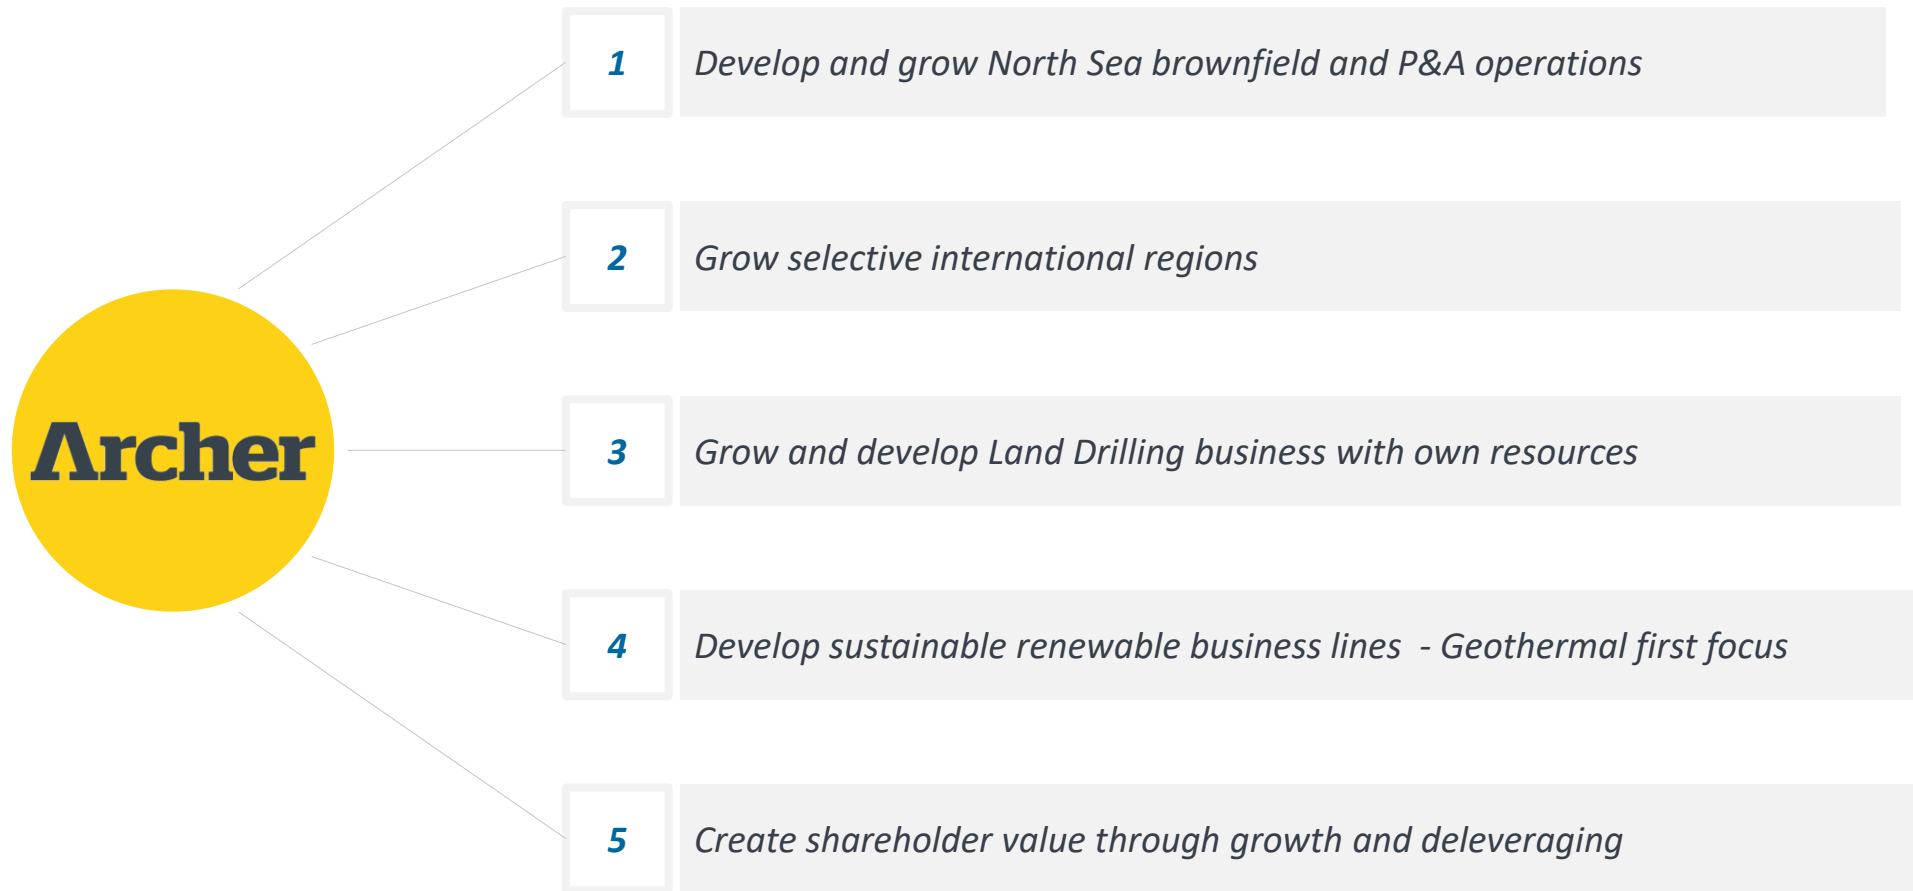 1
Develop and grow North Sea brownfield and P&A operations
2
Grow selective international regions
Archer
3
Grow and develop Land Drilling business with own resources
4
Develop sustainable renewable business lines  - Geothermal first focus
5
Create shareholder value through growth and deleveraging